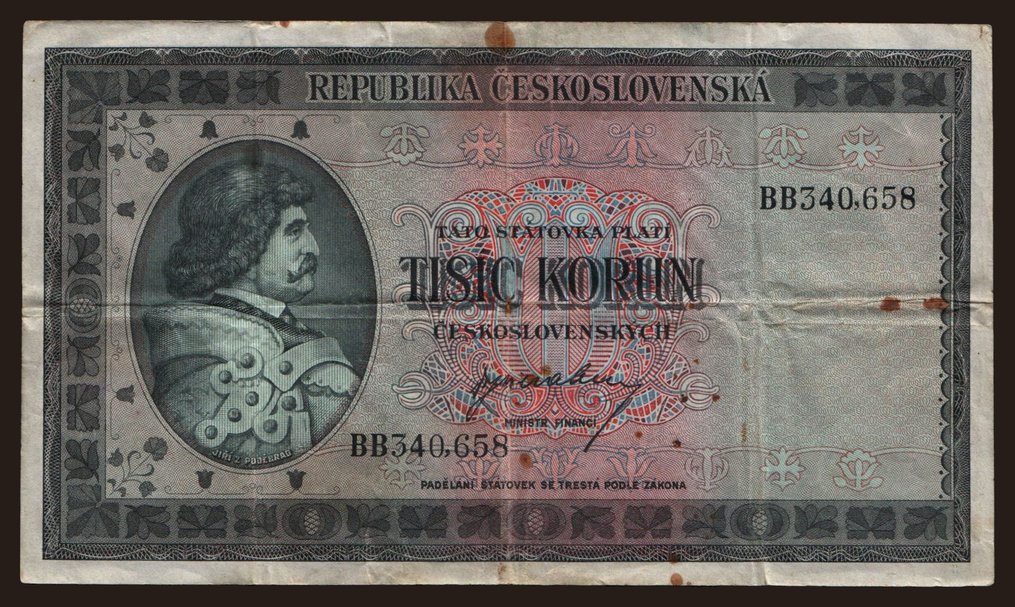 REPUBLIKA ČESKOSLOVENSKÁ
BB340,658
TATO STÁTOVKA PLATÍ
TISÍC KORUN
ČESKOSLOVENSKÝCH
MINISTR FINANCÍ
BB340,658
JIŘÍ Z PODĚBRAD
PADĚLÁNÍ STÁTOVEK SE TRESTÁ PODLE ZÁKONA